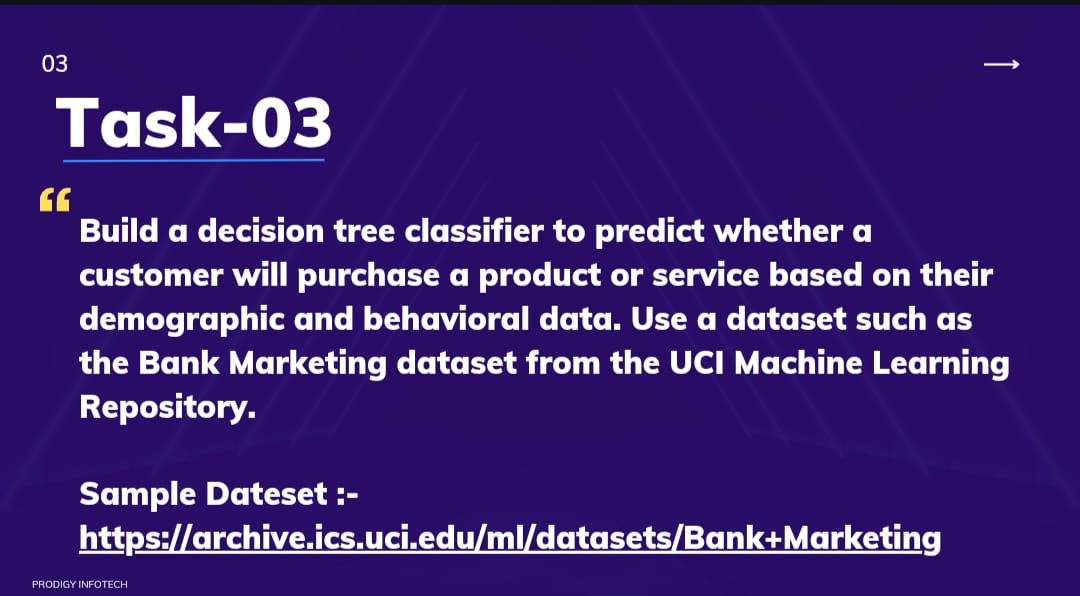 03
Task-03
“
Build a decision tree classifier to predict whether a
customer will purchase a product or service based on their
demographic and behavioral data. Use a dataset such as
the Bank Marketing dataset from the UCI Machine Learning
Repository.
Sample Dateset :-
https://archive.ics.uci.edu/ml/datasets/Bank+Marketing
PRODIGY INFOTECH